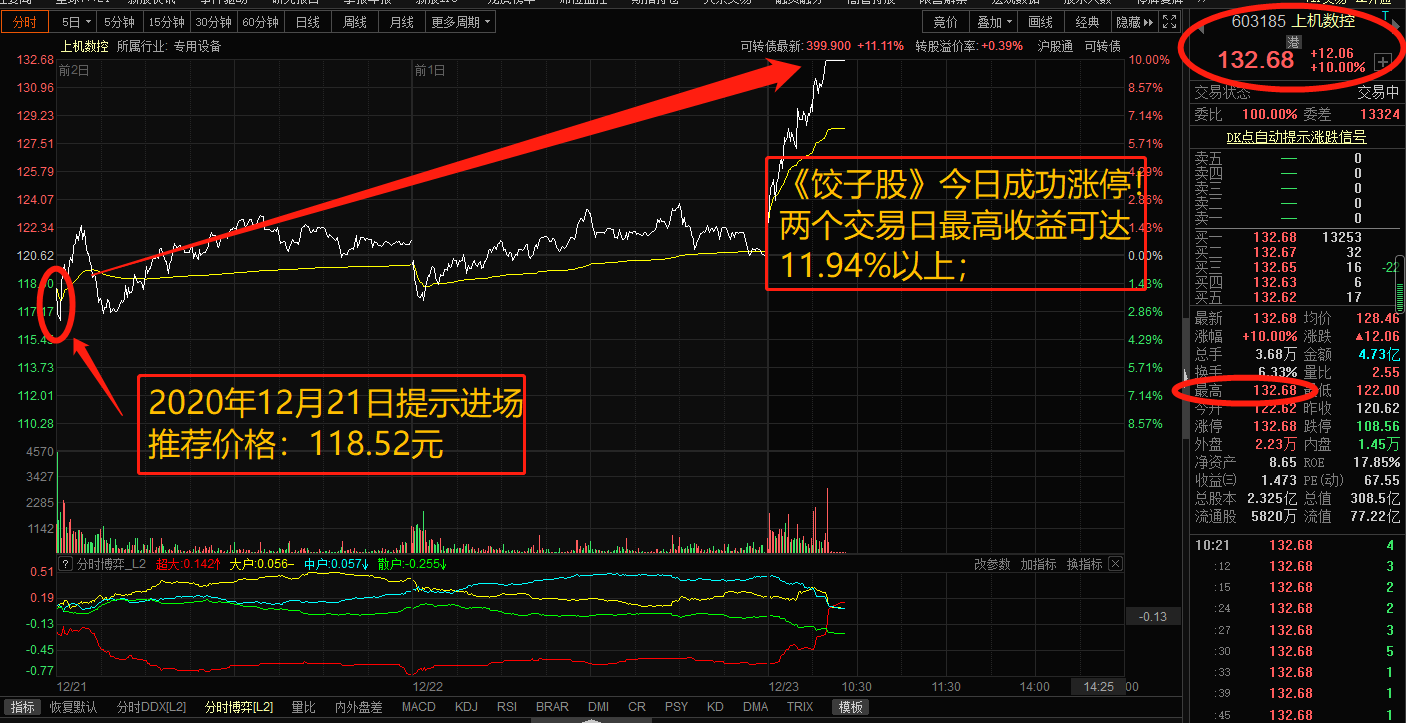 分时 5日 5分钟 15分钟 30分钟 60分钟 日线 周线 月线 更多周期 竞价 叠加 画线 经典 隐藏
603185 上机数控
港
132.68 +12.06
+10.00%
上机数控 所属行业: 专用设备 可转债最新: 399.900 +11.11% 转股溢价率: +0.39% 沪股通 可转债
前2日 前1日
132.68 10.00%
130.96 8.57%
129.23 7.14%
127.51 5.71%
125.79
124.07
122.34
120.62 0.00%
117.17 2.86%
4.29%
113.73 5.71%
112.01 7.14%
110.28 8.57%
《饺子股》今日成功涨停!
两个交易日最高收益可达
11.94%以上;
2020年12月21日提示进场
推荐价格：118.52元
4570
3427
2285
1142
分时博弈_L2 超大:0.142↑ 大户:0.056− 中户:0.057↓ 散户:-0.255↓ 改参数 加指标 换指标
0.51
0.19
-0.13 -0.13
-0.45
-0.77
12/21 12/22 12/23 10:30 11:30 14:00 14:25 00
指标 恢复默认 分时DDX[L2] 分时博弈[L2] 量比 内外盘差 MACD KDJ RSI BRAR DMI CR PSY KD DMA TRIX 模板
交易状态 交易中
委比 100.00% 委差 13324
DK点自动提示涨跌信号
卖五 — 0
卖四 — 0
卖三 — 0
卖二 — 0
卖一 — 0
买一 132.68 13253
买二 132.67 32
买三 132.65 16 -22
买四 132.63 6
买五 132.62 17
最新 132.68 均价 128.46
涨幅 +10.00% 涨跌 ▲12.06
总手 3.68万 金额 4.73亿
换手 6.33% 量比 2.55
最高 132.68 最低 122.00
今开 122.62 昨收 120.62
涨停 132.68 跌停 108.56
外盘 2.23万 内盘 1.45万
净资产 8.65 ROE 17.85%
收益㈢ 1.473 PE(动) 67.55
总股本 2.325亿 总值 308.5亿
流通股 5820万 流值 77.22亿
10:21 132.68 4
:12 132.68 3
:15 132.68 2
:24 132.68 2
:27 132.68 3
:30 132.68 5
:33 132.68 1
:39 132.68 1
:45 132.68 1